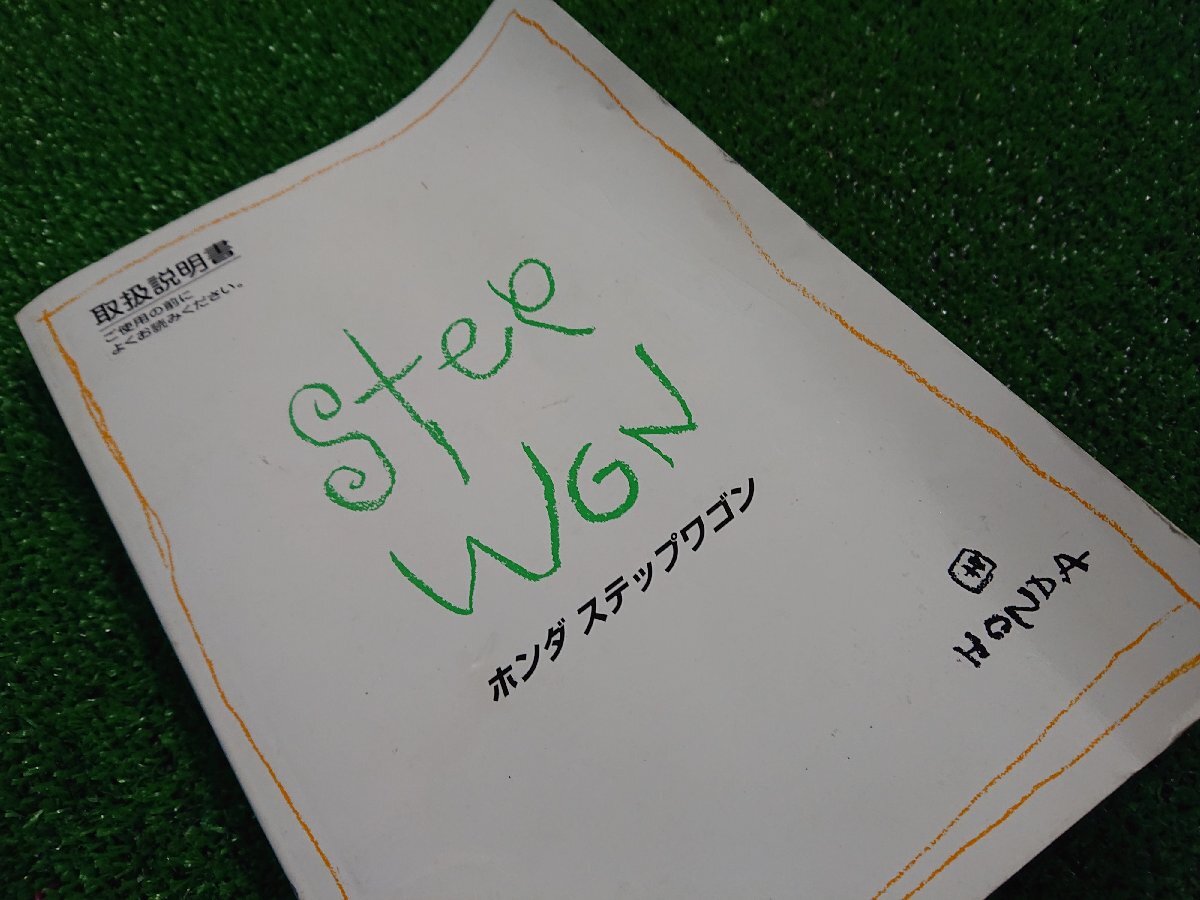 取扱説明書
ご使用の前に
よくお読みください。
Step
WGN
ホンダ ステップワゴン
H
HONDA